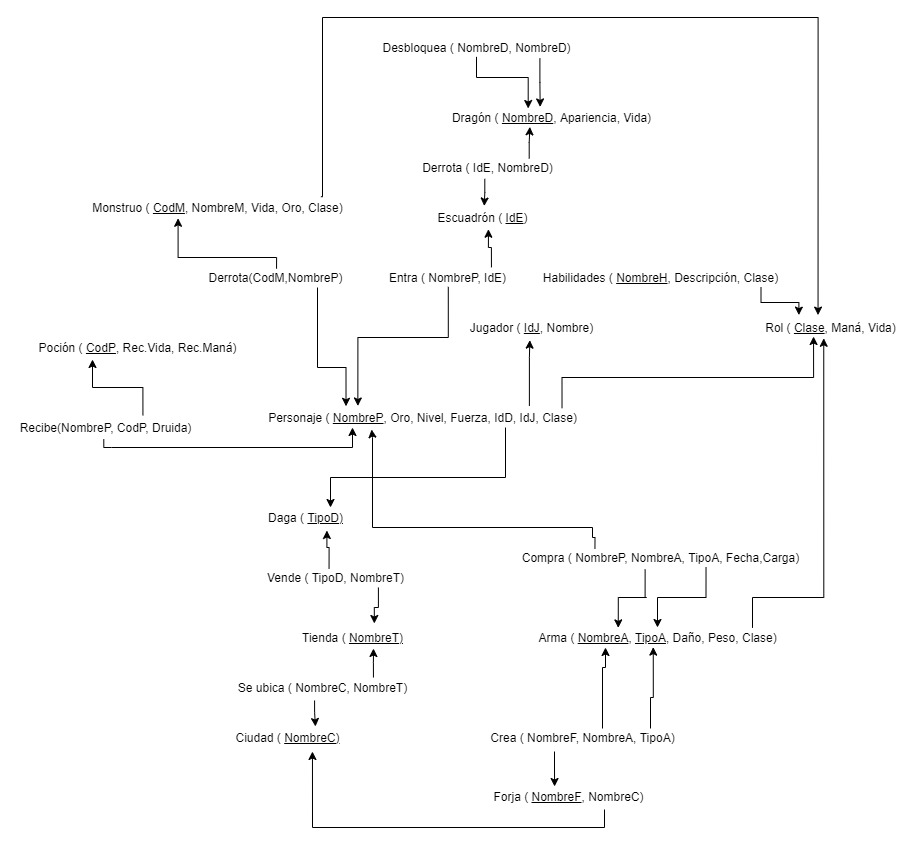 Desbloquea ( NombreD, NombreD)
Dragón ( NombreD, Apariencia, Vida)
Derrota ( IdE, NombreD)
Monstruo ( CodM, NombreM, Vida, Oro, Clase)
Escuadrón ( IdE)
Derrota(CodM,NombreP)
Entra ( NombreP, IdE)
Habilidades ( NombreH, Descripción, Clase)
Jugador ( IdJ, Nombre)
Rol ( Clase, Maná, Vida)
Poción ( CodP, Rec.Vida, Rec.Maná)
Personaje ( NombreP, Oro, Nivel, Fuerza, IdD, IdJ, Clase)
Recibe(NombreP, CodP, Druida)
Daga ( TipoD)
Compra ( NombreP, NombreA, TipoA, Fecha,Carga)
Vende ( TipoD, NombreT)
Tienda ( NombreT)
Arma ( NombreA, TipoA, Daño, Peso, Clase)
Se ubica ( NombreC, NombreT)
Ciudad ( NombreC)
Crea ( NombreF, NombreA, TipoA)
Forja ( NombreF, NombreC)